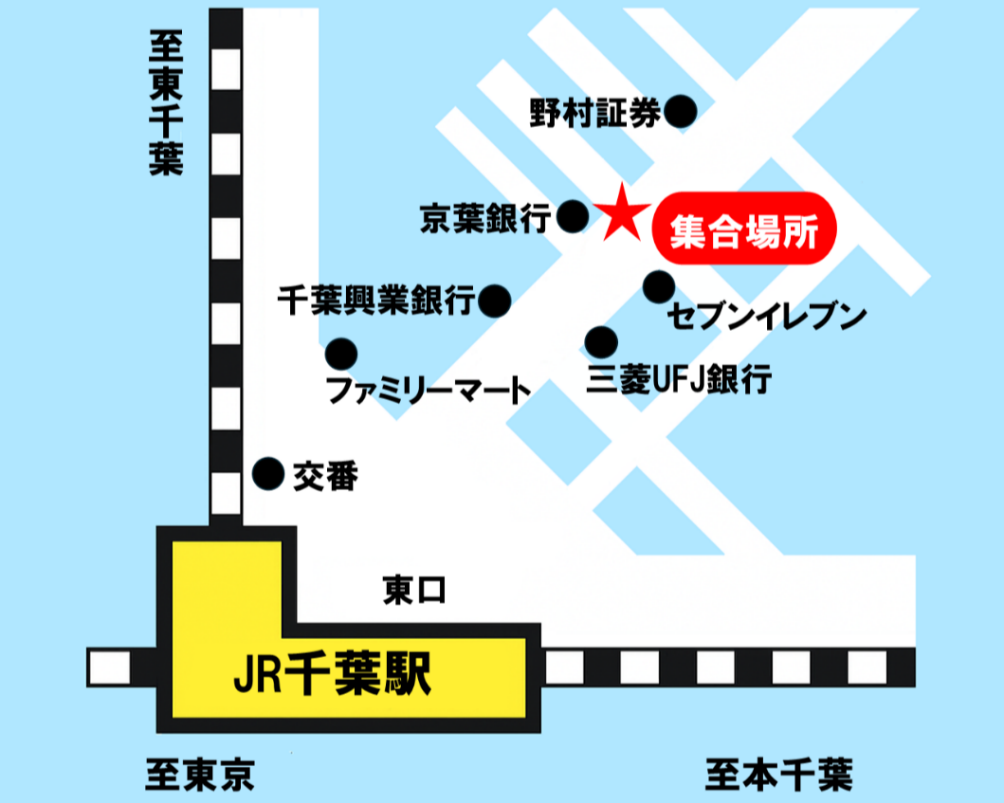 至東千葉
野村証券
京葉銀行
集合場所
千葉興業銀行
セブンイレブン
ファミリーマート
三菱UFJ銀行
交番
東口
JR千葉駅
至東京
至本千葉